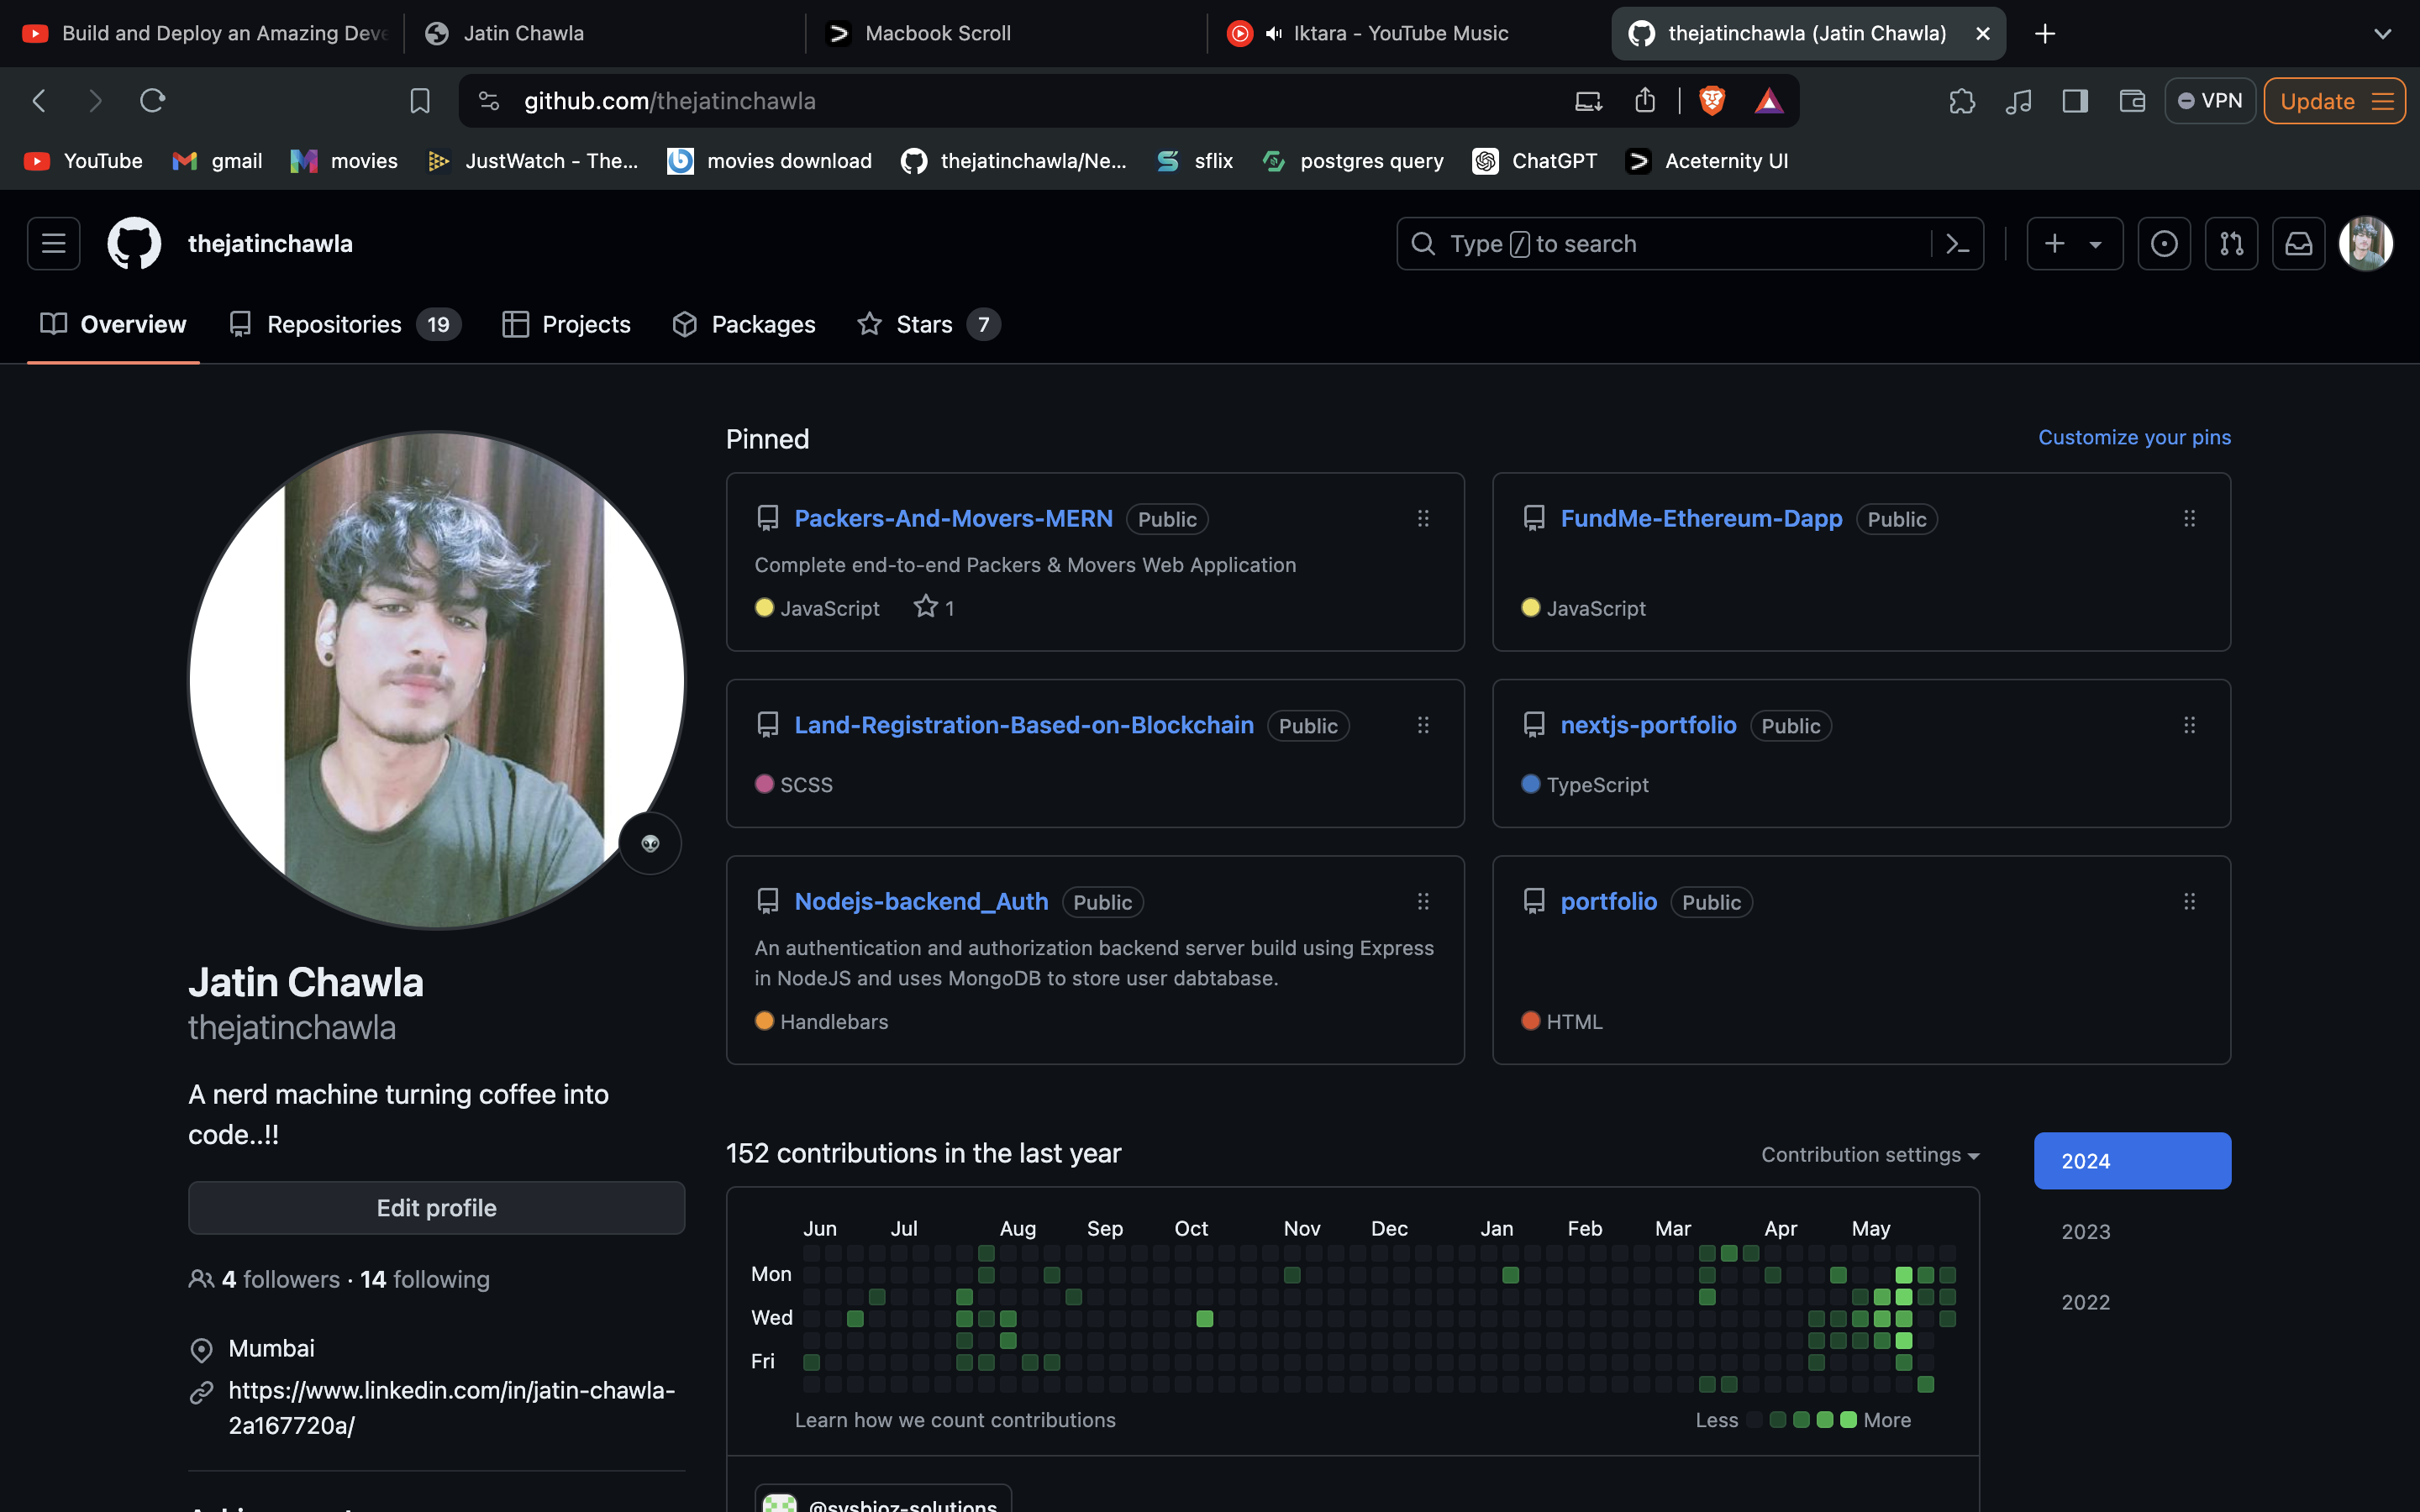 Build and Deploy an Amazing Deve
Jatin Chawla
Macbook Scroll
Iktara - YouTube Music
thejatinchawla (Jatin Chawla)
github.com/thejatinchawla
VPN
Update
YouTube
gmail
movies
JustWatch - The...
movies download
thejatinchawla/Ne...
sflix
postgres query
ChatGPT
Aceternity UI
thejatinchawla
Type / to search
Overview
Repositories 19
Projects
Packages
Stars 7
Jatin Chawla
thejatinchawla
A nerd machine turning coffee into
code..!!
Edit profile
4 followers · 14 following
Mumbai
https://www.linkedin.com/in/jatin-chawla-
2a167720a/
Pinned
Customize your pins
Packers-And-Movers-MERN Public
Complete end-to-end Packers & Movers Web Application
JavaScript 1
FundMe-Ethereum-Dapp Public
JavaScript
Land-Registration-Based-on-Blockchain Public
SCSS
nextjs-portfolio Public
TypeScript
Nodejs-backend_Auth Public
An authentication and authorization backend server build using Express
in NodeJS and uses MongoDB to store user dabtabase.
Handlebars
portfolio Public
HTML
152 contributions in the last year
Contribution settings
2024
2023
2022
Jun Jul Aug Sep Oct Nov Dec Jan Feb Mar Apr May
Mon
Wed
Fri
Learn how we count contributions
Less More
@sysbioz-solutions